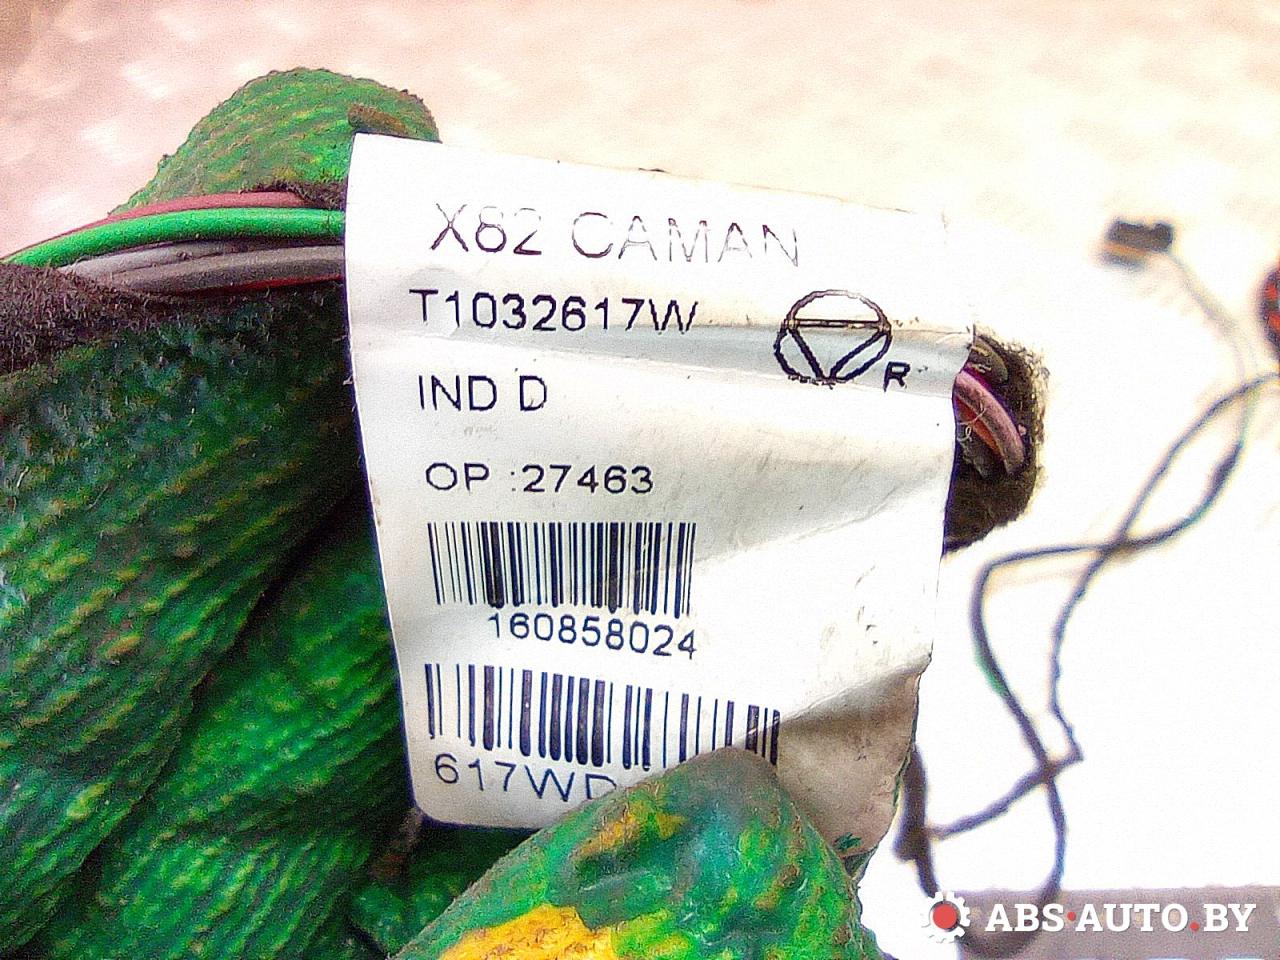 X82 CAMAN
T1032617W
R
IND D
OP :27463
160858024
617WD
ABS·AUTO.BY